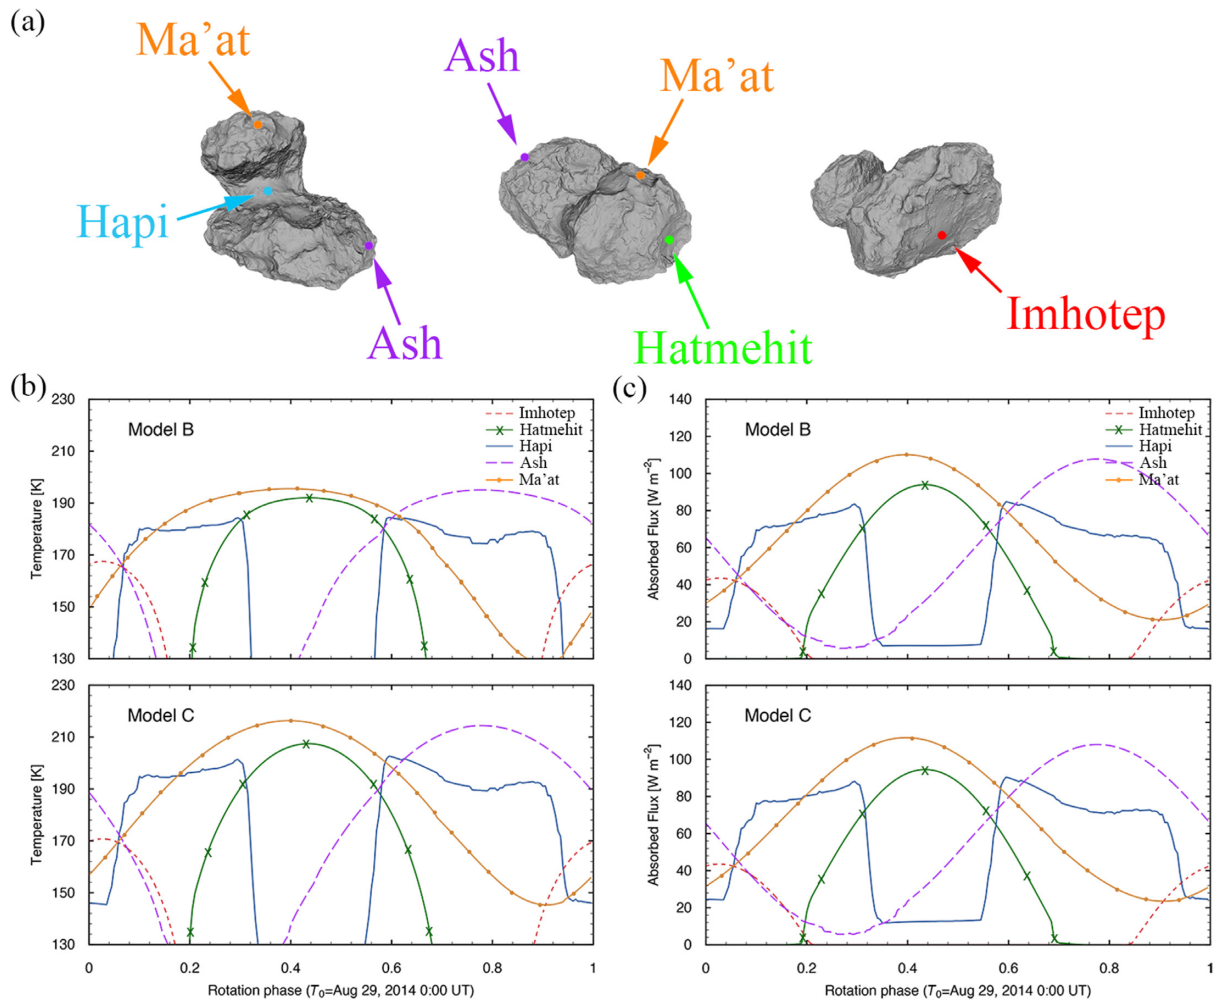 (a)
Ma’at
Ash
Ma’at
Hapi
Ash
Hatmehit
Imhotep
(b)
230
210
190
170
150
130
Temperature [K]
Model B
Imhotep
Hatmehit
Hapi
Ash
Ma’at
(c)
140
120
100
80
60
40
20
0
Absorbed Flux [W m⁻²]
Model B
Imhotep
Hatmehit
Hapi
Ash
Ma’at
230
210
190
170
150
130
Temperature [K]
Model C
0 0.2 0.4 0.6 0.8 1
Rotation phase (T₀=Aug 29, 2014 0:00 UT)
140
120
100
80
60
40
20
0
Absorbed Flux [W m⁻²]
Model C
0 0.2 0.4 0.6 0.8 1
Rotation phase (T₀=Aug 29, 2014 0:00 UT)